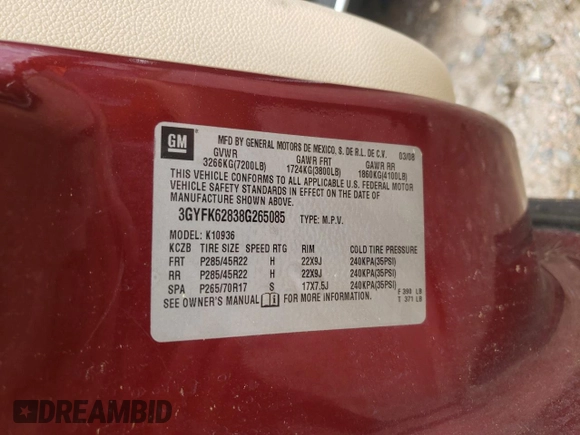 GM
MFD BY GENERAL MOTORS DE MEXICO, S. DE R.L. DE C.V. 03/08
GVWR GAWR FRT GAWR RR
3266KG(7200LB) 1724KG(3800LB) 1860KG(4100LB)
THIS VEHICLE CONFORMS TO ALL APPLICABLE U.S. FEDERAL MOTOR
VEHICLE SAFETY STANDARDS IN EFFECT ON THE DATE OF
MANUFACTURE SHOWN ABOVE.
3GYFK62838G265085 TYPE: M.P.V.
MODEL: K10936
KCZB TIRE SIZE SPEED RTG RIM COLD TIRE PRESSURE
FRT P285/45R22 H 22X9J 240KPA(35PSI)
RR P285/45R22 H 22X9J 240KPA(35PSI)
SPA P265/70R17 S 17X7.5J 240KPA(35PSI)
SEE OWNER'S MANUAL FOR MORE INFORMATION.
F 399 LB
T 371 LB
DREAMBID